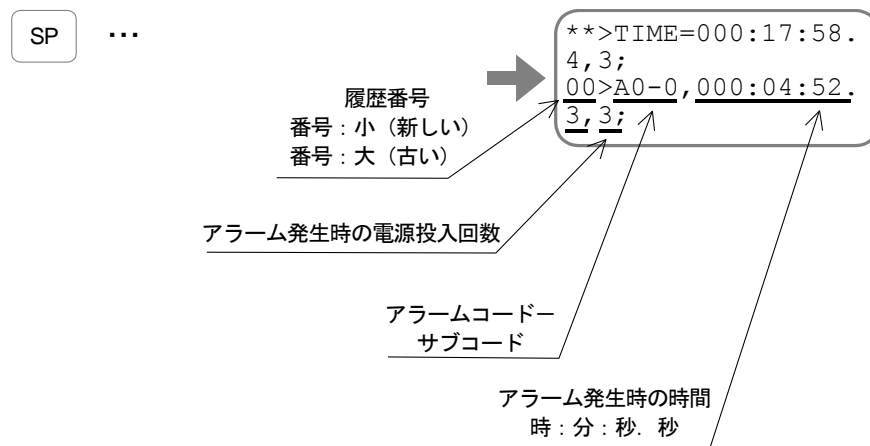 SP …
**>TIME=000:17:58.
4,3;
00>A0-0,000:04:52.
3,3;
履歴番号
番号：小（新しい）
番号：大（古い）
アラーム発生時の電源投入回数
アラームコード－
サブコード
アラーム発生時の時間
時：分：秒．秒